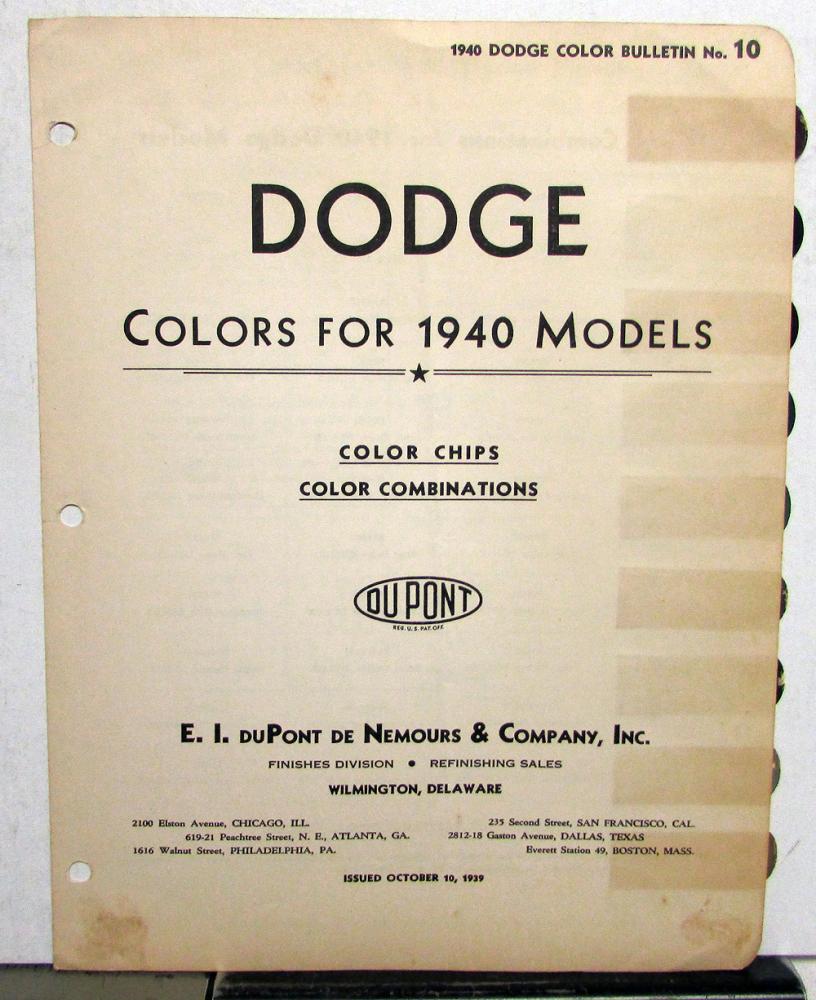 1940 DODGE COLOR BULLETIN No. 10
DODGE
COLORS FOR 1940 MODELS
COLOR CHIPS
COLOR COMBINATIONS
DU PONT
REG. U. S. PAT. OFF.
E. I. DUPONT DE NEMOURS & COMPANY, INC.
FINISHES DIVISION • REFINISHING SALES
WILMINGTON, DELAWARE
2100 Elston Avenue, CHICAGO, ILL.
619-21 Peachtree Street, N. E., ATLANTA, GA.
1616 Walnut Street, PHILADELPHIA, PA.
235 Second Street, SAN FRANCISCO, CAL.
2812-18 Gaston Avenue, DALLAS, TEXAS
Everett Station 49, BOSTON, MASS.
ISSUED OCTOBER 10, 1939